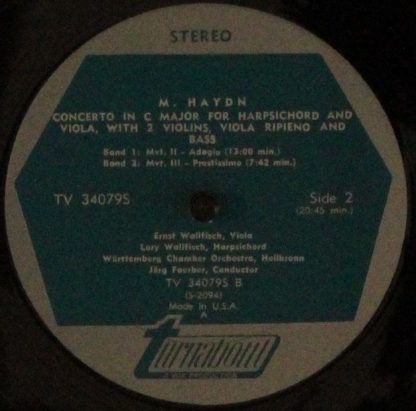 STEREO
M. HAYDN
CONCERTO IN C MAJOR FOR HARPSICHORD AND
VIOLA, WITH 2 VIOLINS, VIOLA RIPIENO AND
BASS
Band 1: Mvt. II - Adagio (13:00 min.)
Band 2: Mvt. III - Prestissimo (7:42 min.)
TV 34079S
Side 2
(20:45 min.)
Ernst Wallfisch, Viola
Lory Wallfisch, Harpsichord
Württemberg Chamber Orchestra, Heilbronn
Jörg Faerber, Conductor
TV 34079S B
(S-2094)
Made in U.S.A.
A
turnabout
A VOX PRODUCTION